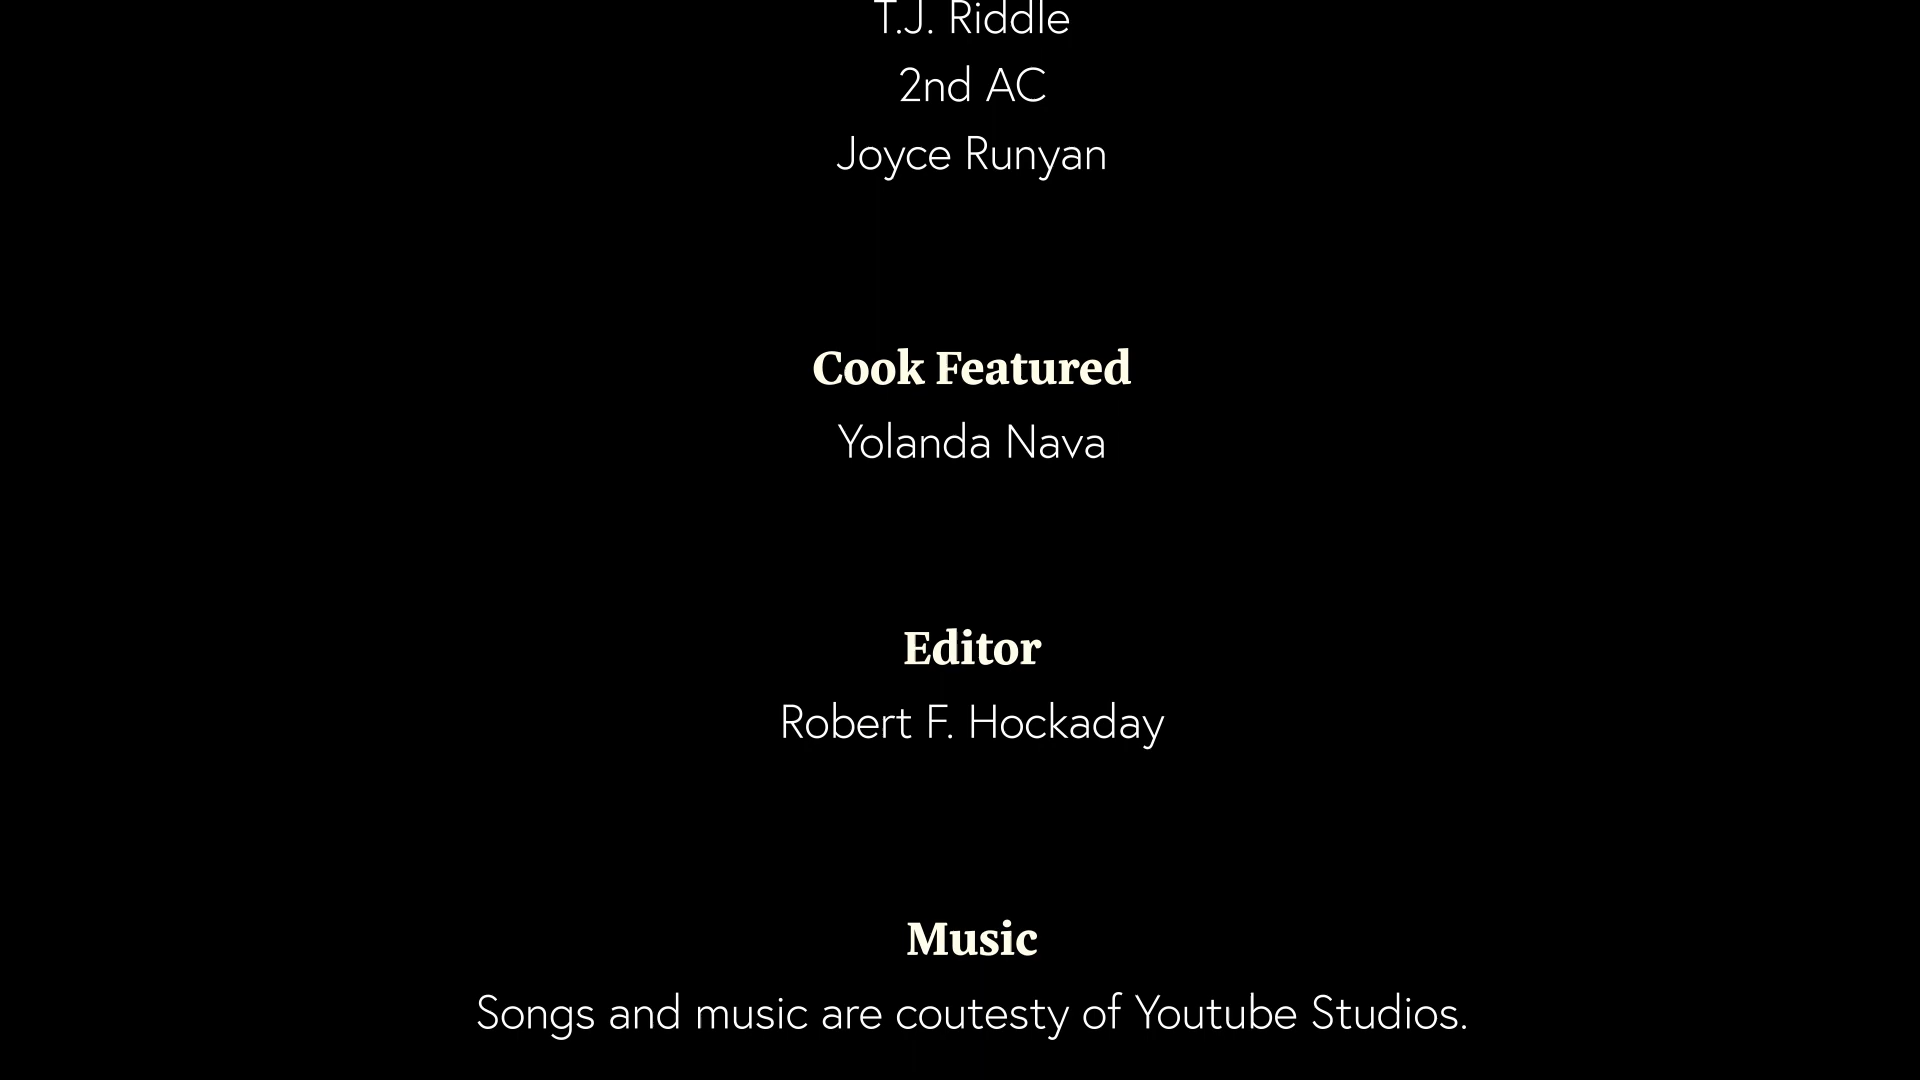 T.J. Riddle
2nd AC
Joyce Runyan
Cook Featured
Yolanda Nava
Editor
Robert F. Hockaday
Music
Songs and music are coutesty of Youtube Studios.